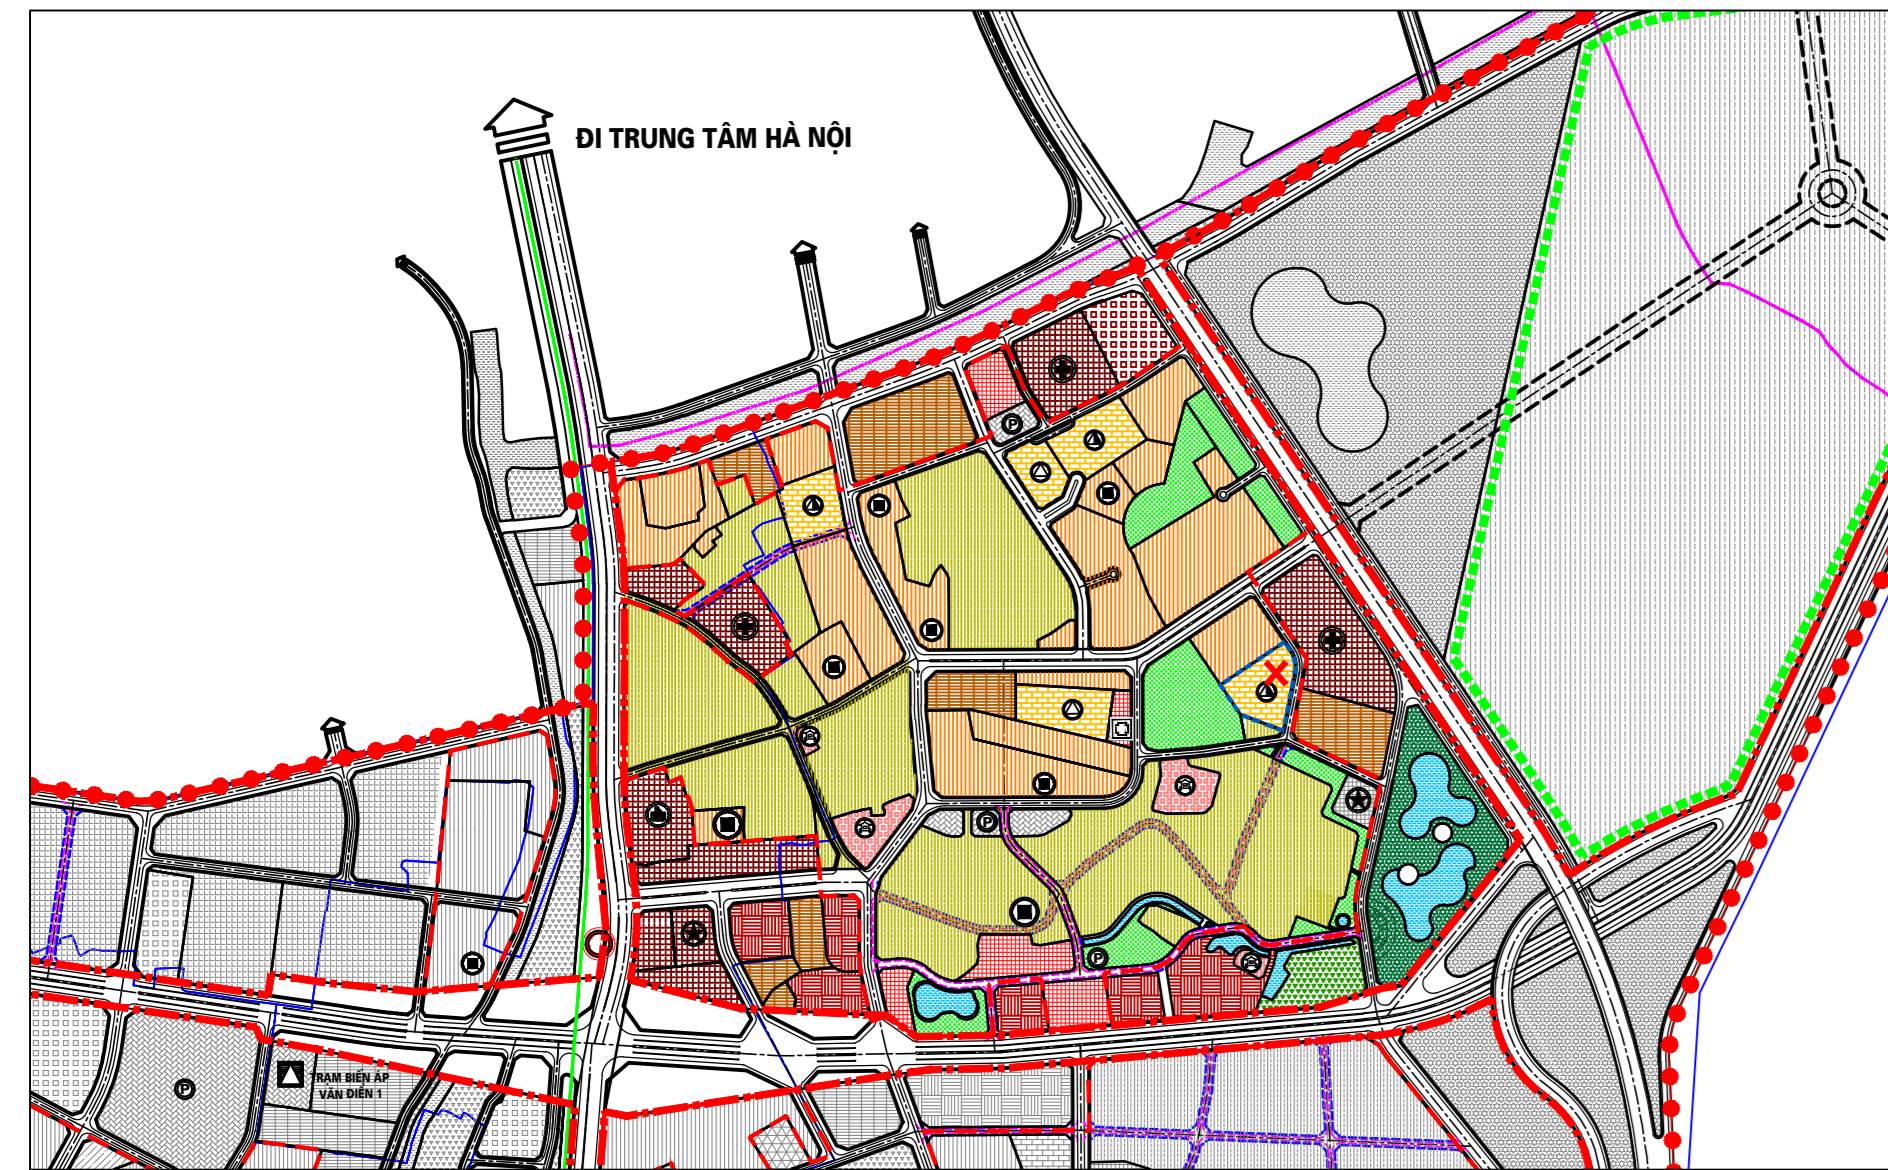 ĐI TRUNG TÂM HÀ NỘI
P
P
P
P
TRẠM BIẾN ÁP
VĂN ĐIỂN 1